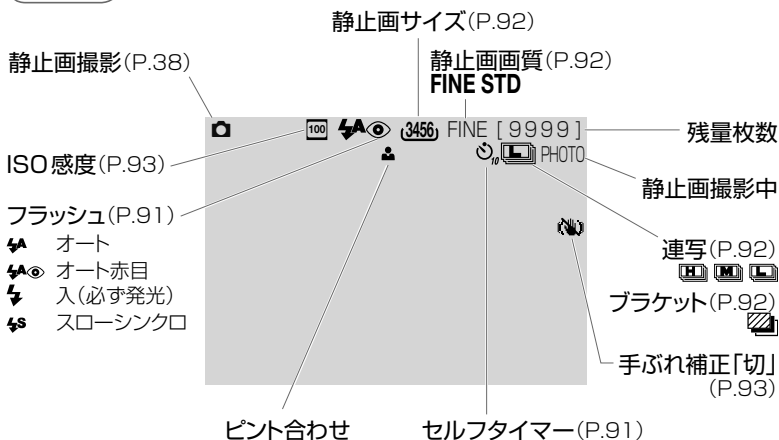 静止画サイズ(P.92)
静止画撮影(P.38)
静止画画質(P.92)
FINE STD
100 A 3456 FINE [9999]
残量枚数
10 L PHOTO
ISO感度(P.93)
静止画撮影中
フラッシュ(P.91)
A オート
A オート赤目
入(必ず発光)
S スローシンクロ
連写(P.92)
H M L
ブラケット(P.92)
手ぶれ補正「切」
(P.93)
ピント合わせ
セルフタイマー(P.91)